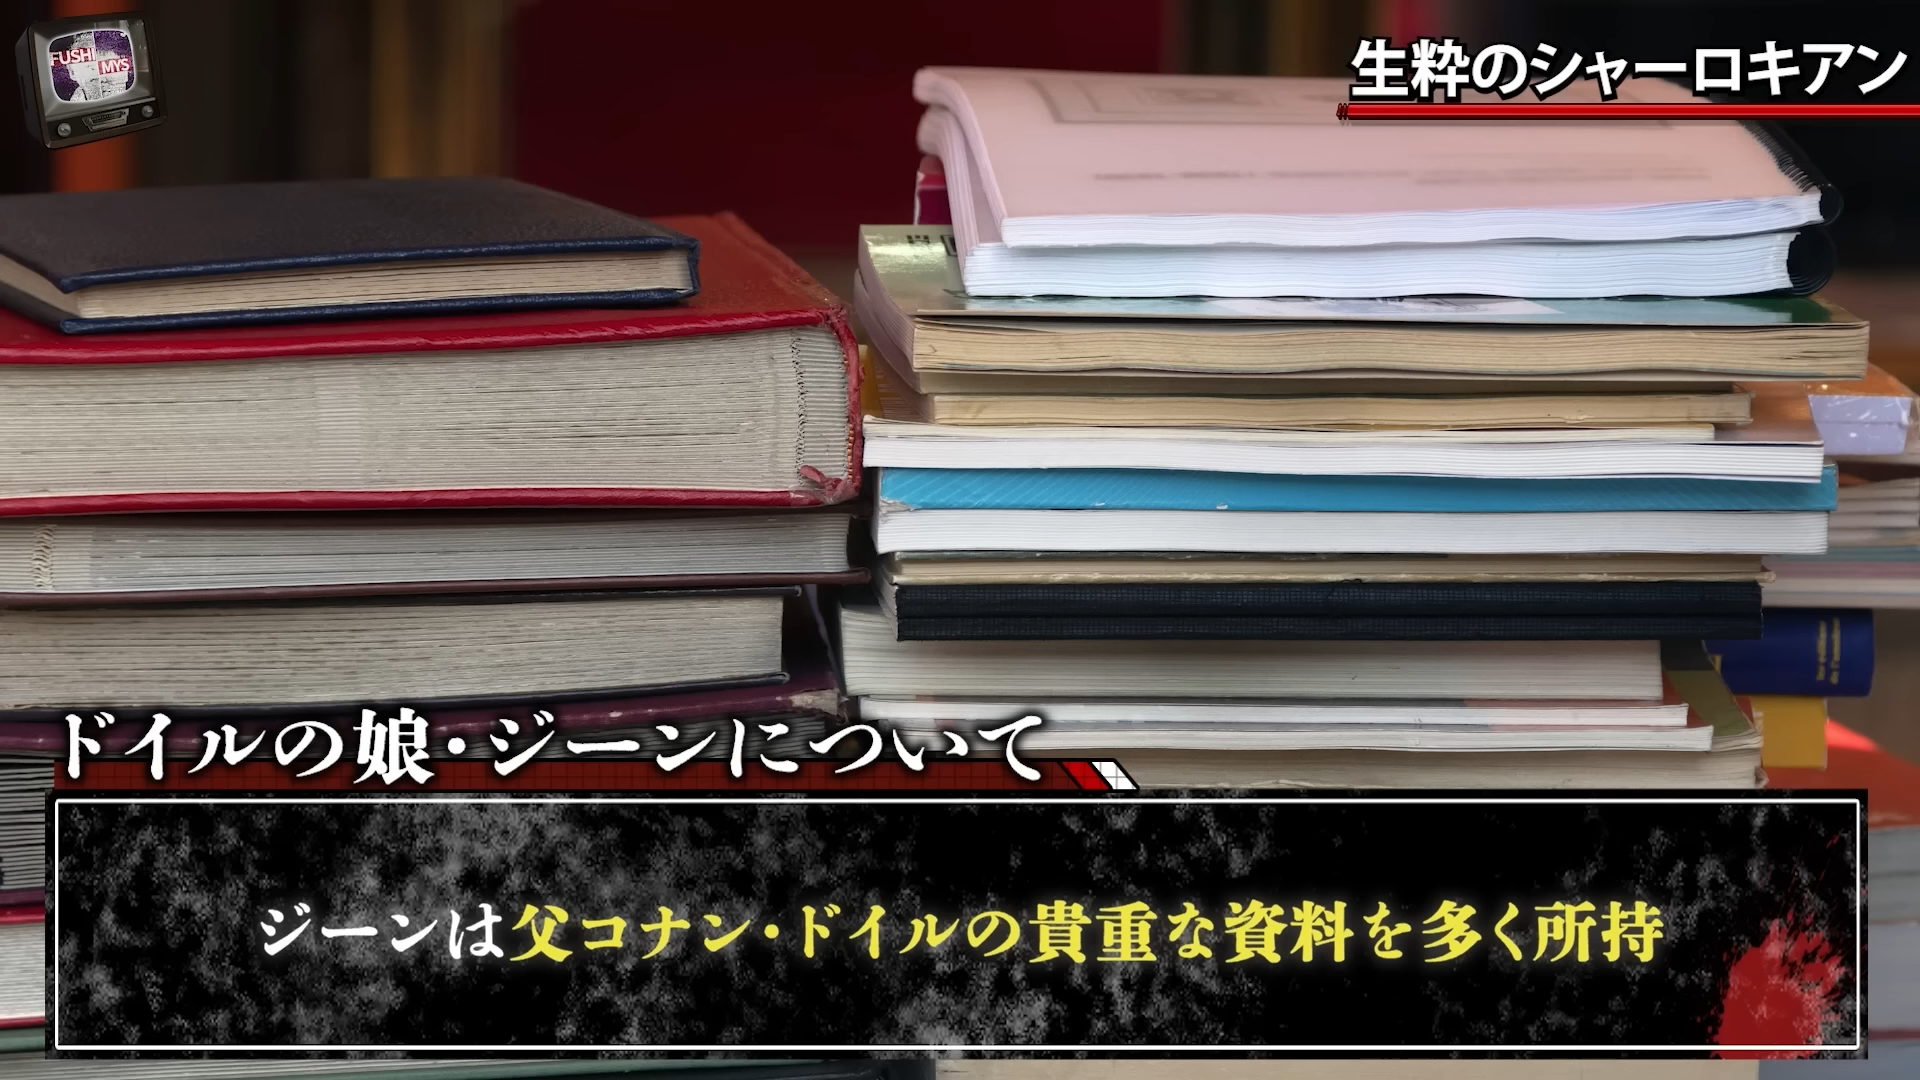 FUSHI
MYS
生粋のシャーロキアン
ドイルの娘・ジーンについて
ジーンは父コナン・ドイルの貴重な資料を多く所持